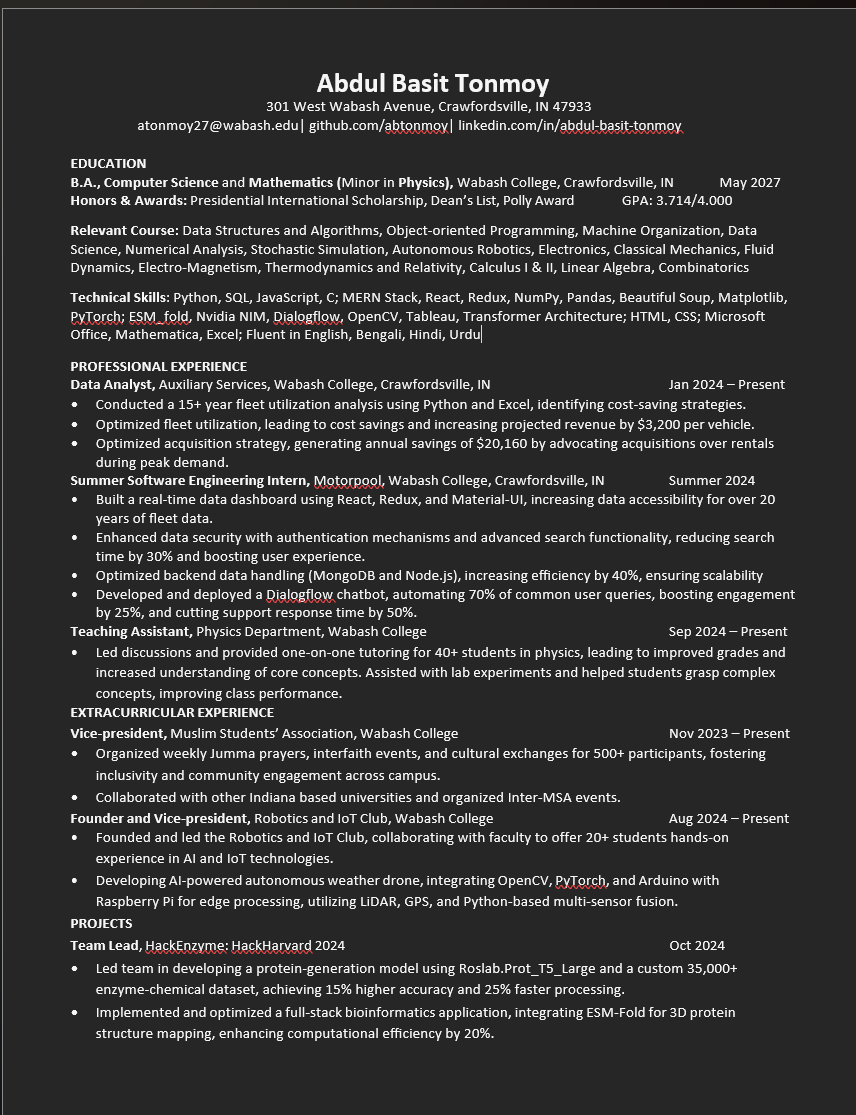 Abdul Basit Tonmoy
301 West Wabash Avenue, Crawfordsville, IN 47933
atonmoy27@wabash.edu| github.com/abtonmoy| linkedin.com/in/abdul-basit-tonmoy
EDUCATION
B.A., Computer Science and Mathematics (Minor in Physics), Wabash College, Crawfordsville, IN May 2027
Honors & Awards: Presidential International Scholarship, Dean’s List, Polly Award GPA: 3.714/4.000
Relevant Course: Data Structures and Algorithms, Object-oriented Programming, Machine Organization, Data
Science, Numerical Analysis, Stochastic Simulation, Autonomous Robotics, Electronics, Classical Mechanics, Fluid
Dynamics, Electro-Magnetism, Thermodynamics and Relativity, Calculus I & II, Linear Algebra, Combinatorics
Technical Skills: Python, SQL, JavaScript, C; MERN Stack, React, Redux, NumPy, Pandas, Beautiful Soup, Matplotlib,
PyTorch; ESM_fold, Nvidia NIM, Dialogflow, OpenCV, Tableau, Transformer Architecture; HTML, CSS; Microsoft
Office, Mathematica, Excel; Fluent in English, Bengali, Hindi, Urdu
PROFESSIONAL EXPERIENCE
Data Analyst, Auxiliary Services, Wabash College, Crawfordsville, IN Jan 2024 – Present
• Conducted a 15+ year fleet utilization analysis using Python and Excel, identifying cost-saving strategies.
• Optimized fleet utilization, leading to cost savings and increasing projected revenue by $3,200 per vehicle.
• Optimized acquisition strategy, generating annual savings of $20,160 by advocating acquisitions over rentals
during peak demand.
Summer Software Engineering Intern, Motorpool, Wabash College, Crawfordsville, IN Summer 2024
• Built a real-time data dashboard using React, Redux, and Material-UI, increasing data accessibility for over 20
years of fleet data.
• Enhanced data security with authentication mechanisms and advanced search functionality, reducing search
time by 30% and boosting user experience.
• Optimized backend data handling (MongoDB and Node.js), increasing efficiency by 40%, ensuring scalability
• Developed and deployed a Dialogflow chatbot, automating 70% of common user queries, boosting engagement
by 25%, and cutting support response time by 50%.
Teaching Assistant, Physics Department, Wabash College Sep 2024 – Present
• Led discussions and provided one-on-one tutoring for 40+ students in physics, leading to improved grades and
increased understanding of core concepts. Assisted with lab experiments and helped students grasp complex
concepts, improving class performance.
EXTRACURRICULAR EXPERIENCE
Vice-president, Muslim Students’ Association, Wabash College Nov 2023 – Present
• Organized weekly Jumma prayers, interfaith events, and cultural exchanges for 500+ participants, fostering
inclusivity and community engagement across campus.
• Collaborated with other Indiana based universities and organized Inter-MSA events.
Founder and Vice-president, Robotics and IoT Club, Wabash College Aug 2024 – Present
• Founded and led the Robotics and IoT Club, collaborating with faculty to offer 20+ students hands-on
experience in AI and IoT technologies.
• Developing AI-powered autonomous weather drone, integrating OpenCV, PyTorch, and Arduino with
Raspberry Pi for edge processing, utilizing LiDAR, GPS, and Python-based multi-sensor fusion.
PROJECTS
Team Lead, HackEnzyme: HackHarvard 2024 Oct 2024
• Led team in developing a protein-generation model using Roslab.Prot_T5_Large and a custom 35,000+
enzyme-chemical dataset, achieving 15% higher accuracy and 25% faster processing.
• Implemented and optimized a full-stack bioinformatics application, integrating ESM-Fold for 3D protein
structure mapping, enhancing computational efficiency by 20%.